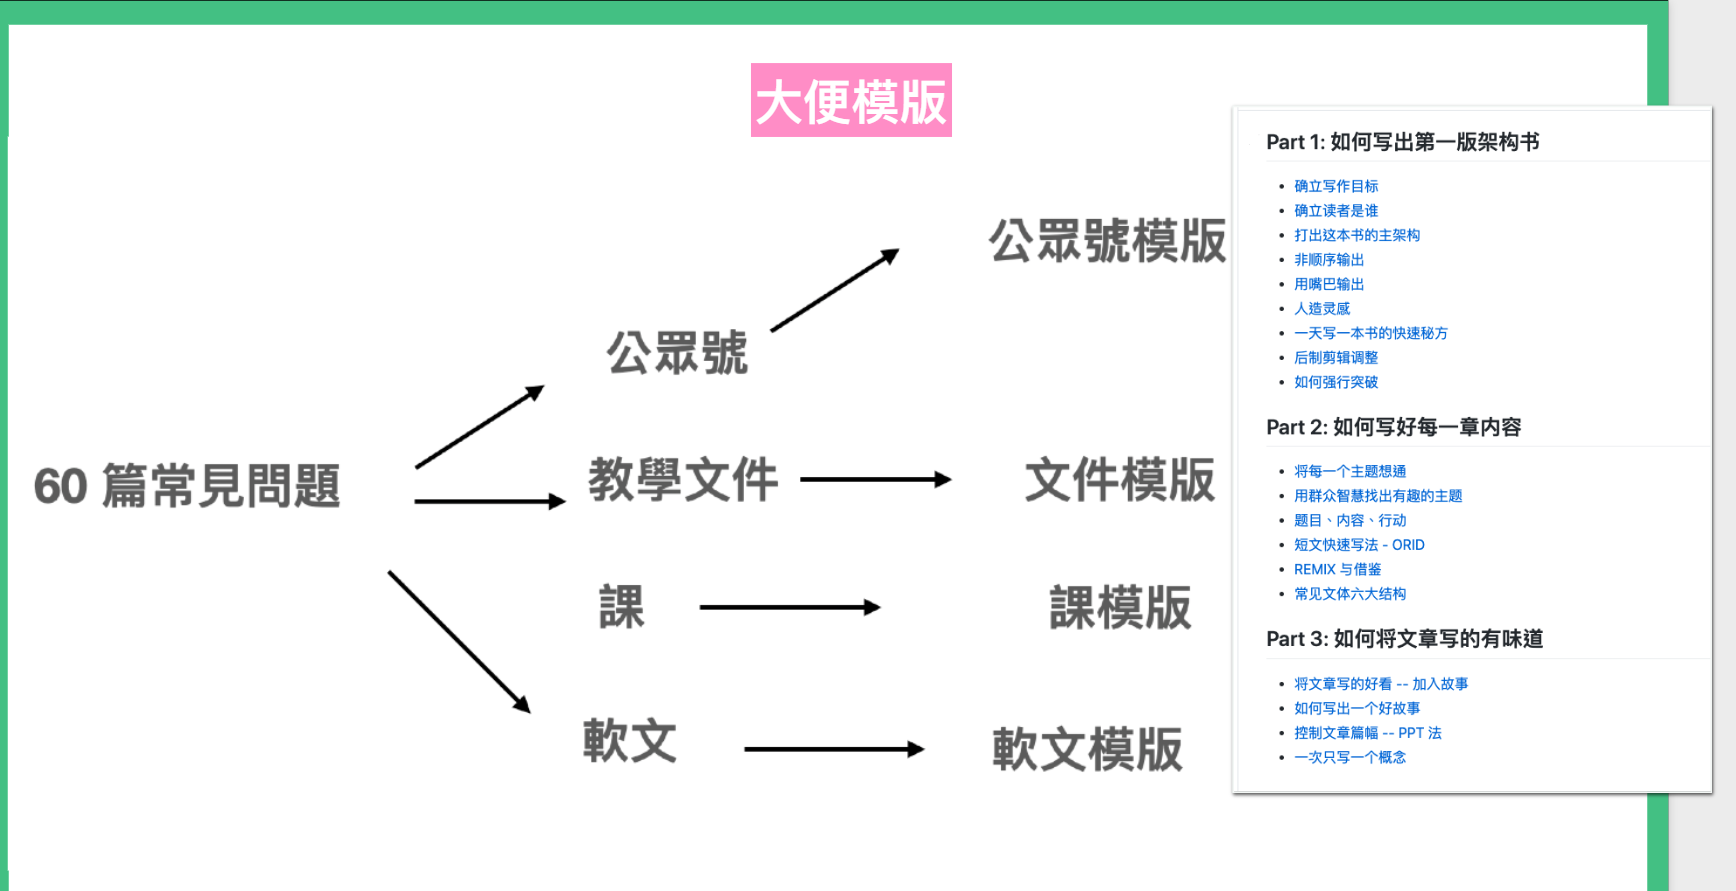 大便模版
公眾號模版
公眾號
60 篇常見問題
教學文件
文件模版
課
課模版
軟文
軟文模版
Part 1: 如何写出第一版架构书
确立写作目标
确立读者是谁
打出这本书的主架构
非顺序输出
用嘴巴输出
人造灵感
一天写一本书的快速秘方
后制剪辑调整
如何强行突破
Part 2: 如何写好每一章内容
将每一个主题想通
用群众智慧找出有趣的主题
题目、内容、行动
短文快速写法 - ORID
REMIX 与借鉴
常见文体六大结构
Part 3: 如何将文章写的有味道
将文章写的好看 -- 加入故事
如何写出一个好故事
控制文章篇幅 -- PPT 法
一次只写一个概念